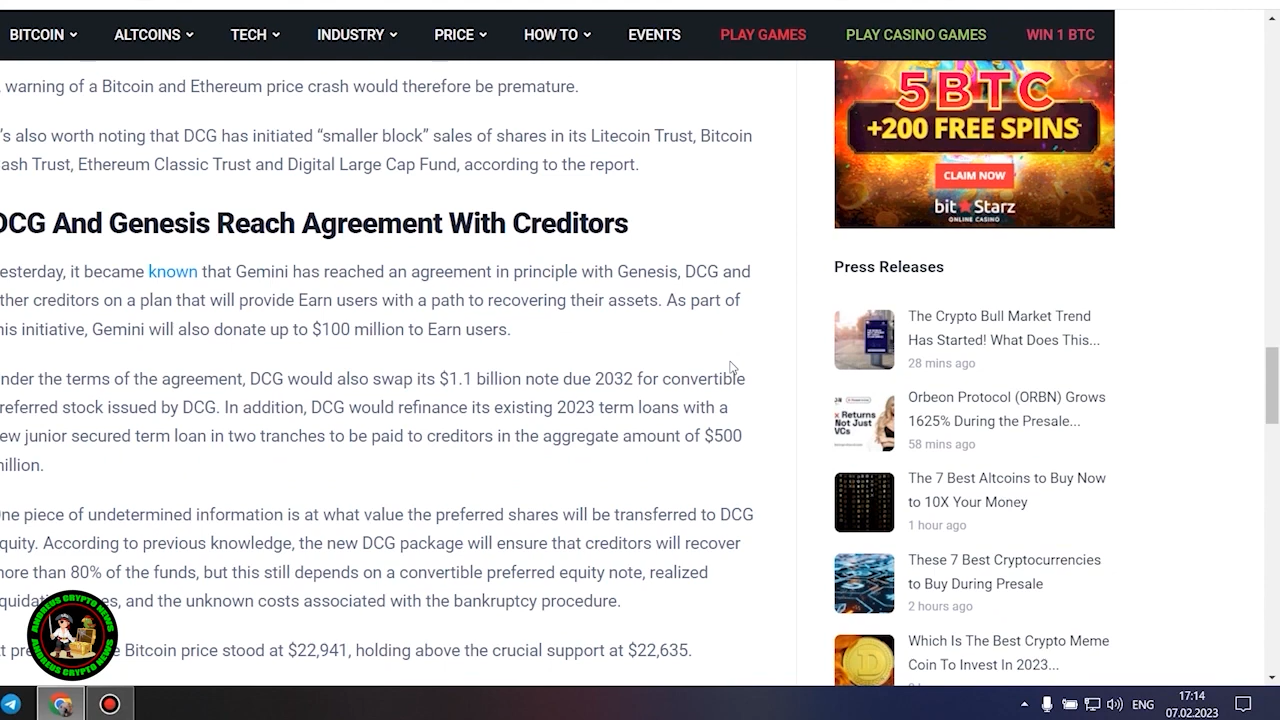 BITCOIN ALTCOINS TECH INDUSTRY PRICE HOW TO EVENTS PLAY GAMES PLAY CASINO GAMES WIN 1 BTC
warning of a Bitcoin and Ethereum price crash would therefore be premature.
's also worth noting that DCG has initiated “smaller block” sales of shares in its Litecoin Trust, Bitcoin
ash Trust, Ethereum Classic Trust and Digital Large Cap Fund, according to the report.
DCG And Genesis Reach Agreement With Creditors
esterday, it became known that Gemini has reached an agreement in principle with Genesis, DCG and
ther creditors on a plan that will provide Earn users with a path to recovering their assets. As part of
his initiative, Gemini will also donate up to $100 million to Earn users.
nder the terms of the agreement, DCG would also swap its $1.1 billion note due 2032 for convertible
referred stock issued by DCG. In addition, DCG would refinance its existing 2023 term loans with a
ew junior secured term loan in two tranches to be paid to creditors in the aggregate amount of $500
illion.
ne piece of undetermined information is at what value the preferred shares will be transferred to DCG
quity. According to previous knowledge, the new DCG package will ensure that creditors will recover
ore than 80% of the funds, but this still depends on a convertible preferred equity note, realized
quidat es, and the unknown costs associated with the bankruptcy procedure.
t pre Bitcoin price stood at $22,941, holding above the crucial support at $22,635.
ANDREUS CRYPTO NEWS
ANDREUS CRYPTO NEWS
5BTC
+200 FREE SPINS
CLAIM NOW
bitStarz
ONLINE CASINO
Press Releases
The Crypto Bull Market Trend
Has Started! What Does This...
28 mins ago
Returns
Not Just
VCs
Orbeon Protocol (ORBN) Grows
1625% During the Presale...
58 mins ago
The 7 Best Altcoins to Buy Now
to 10X Your Money
1 hour ago
These 7 Best Cryptocurrencies
to Buy During Presale
2 hours ago
Which Is The Best Crypto Meme
Coin To Invest In 2023...
ENG
17:14
07.02.2023